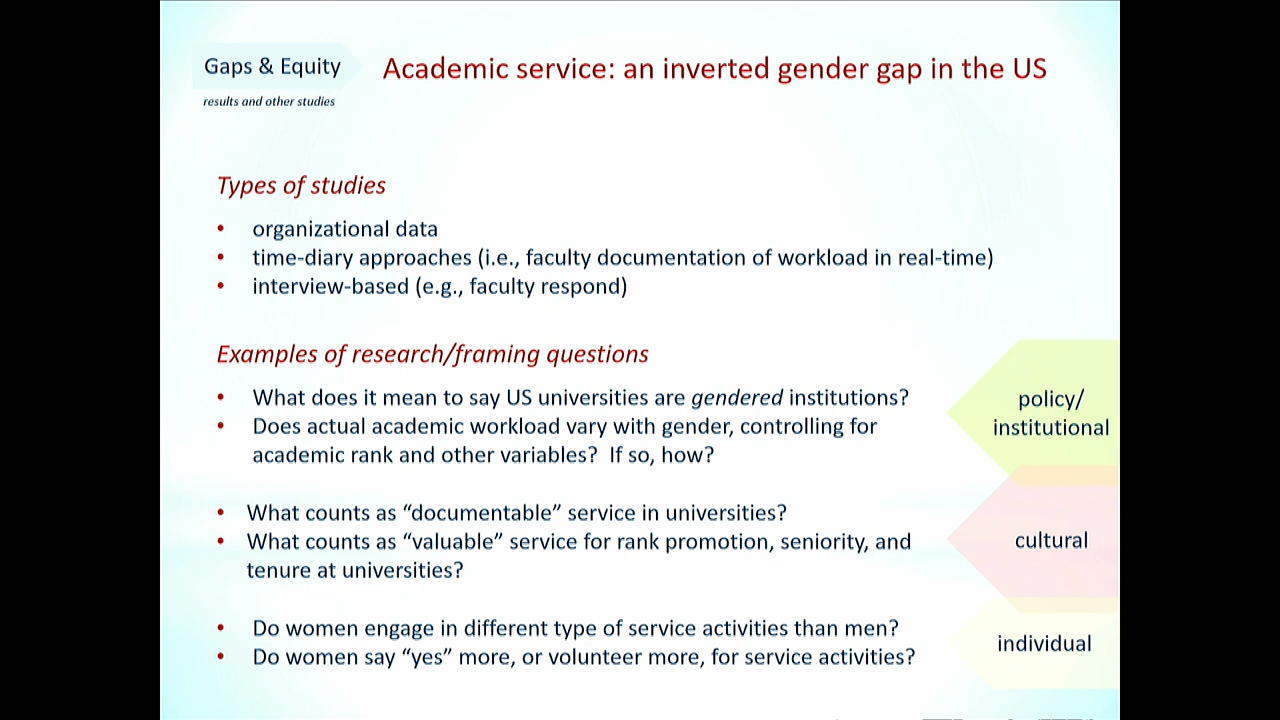 Gaps & Equity
Academic service: an inverted gender gap in the US
results and other studies
Types of studies
• organizational data
• time-diary approaches (i.e., faculty documentation of workload in real-time)
• interview-based (e.g., faculty respond)
Examples of research/framing questions
• What does it mean to say US universities are gendered institutions?
• Does actual academic workload vary with gender, controlling for
academic rank and other variables? If so, how?
policy/
institutional
• What counts as “documentable” service in universities?
• What counts as “valuable” service for rank promotion, seniority, and
tenure at universities?
cultural
• Do women engage in different type of service activities than men?
• Do women say “yes” more, or volunteer more, for service activities?
individual